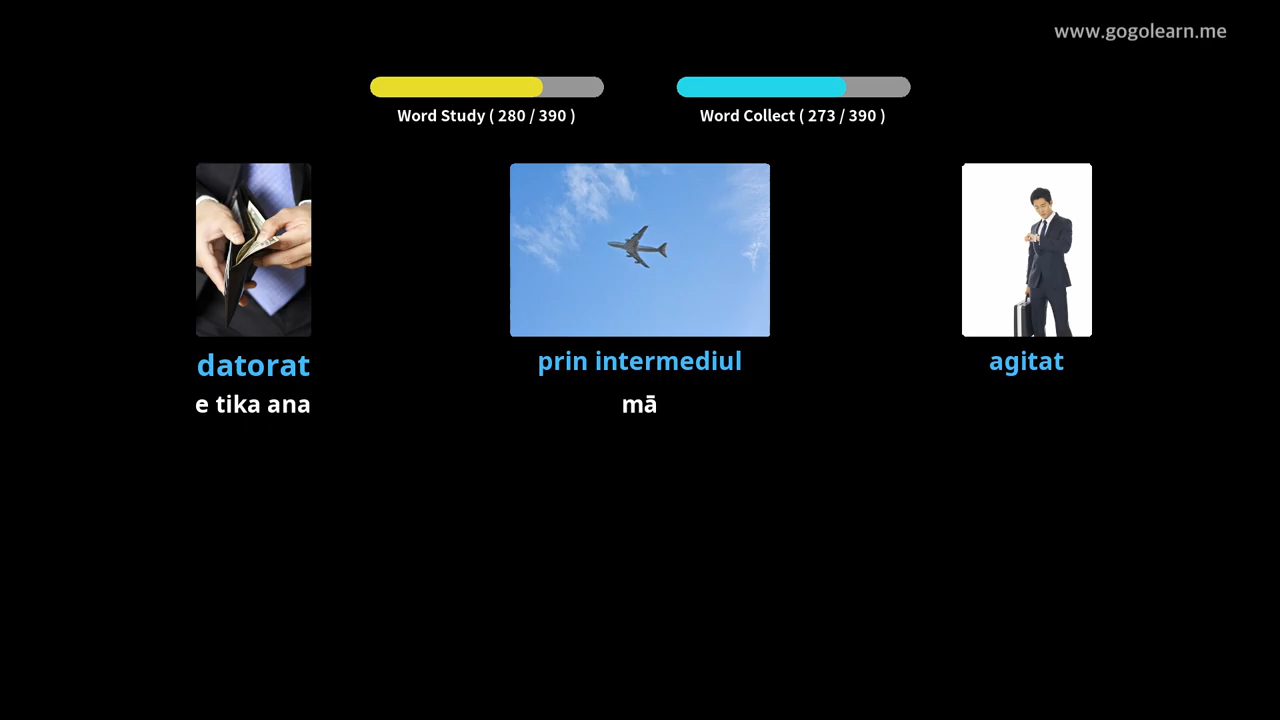 www.gogolearn.me
Word Study ( 280 / 390 )
Word Collect ( 273 / 390 )
datorat
prin intermediul
agitat
e tika ana
mā